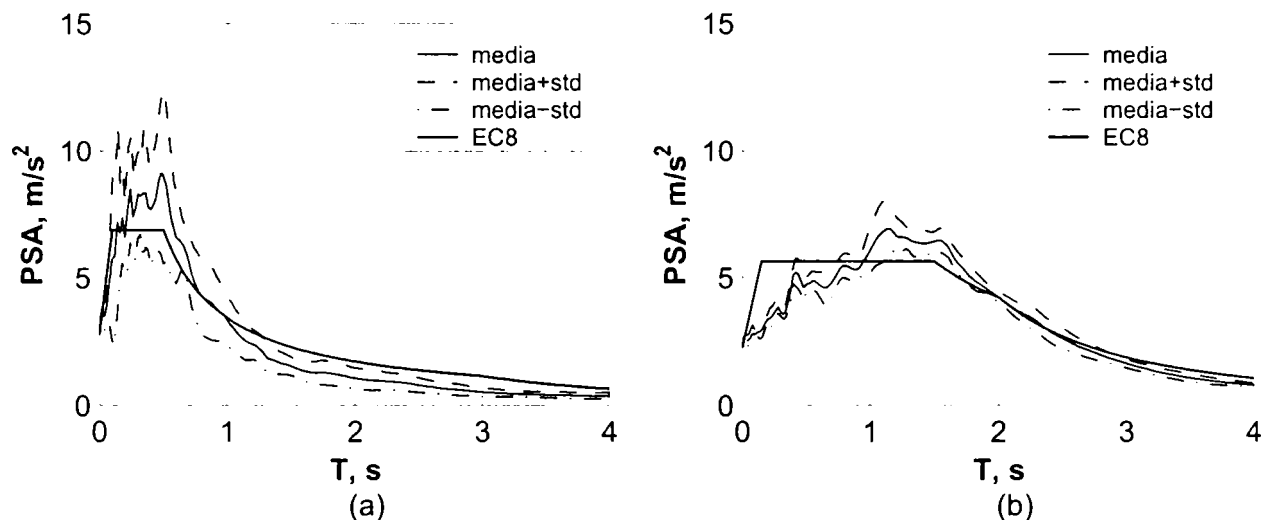 15
10
5
0
PSA, m/s²
media
media+std
media−std
EC8
0 1 2 3 4
T, s
(a)
15
10
5
0
PSA, m/s²
media
media+std
media−std
EC8
0 1 2 3 4
T, s
(b)